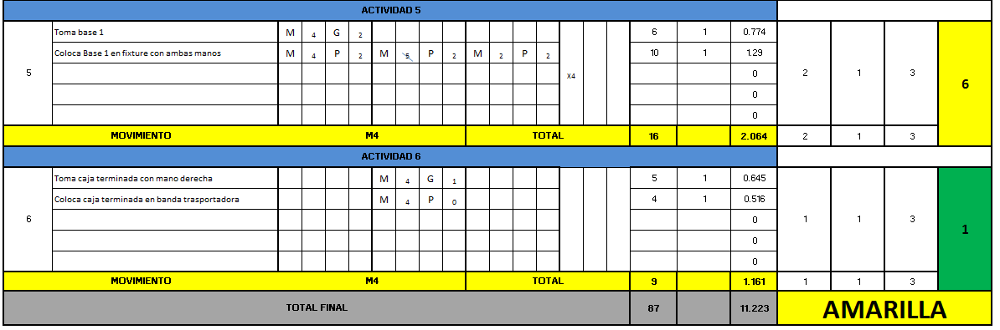 ACTIVIDAD 5
Toma base 1 M 4 G 2 6 1 0.774
Coloca Base 1 en fixture con ambas manos M 4 P 2 M 5 P 2 M 2 P 2 10 1 1.29
0
5 X4 2 1 3 6
0
0
MOVIMIENTO M4 TOTAL 16 2.064 2 1 3
ACTIVIDAD 6
Toma caja terminada con mano derecha M 4 G 1 5 1 0.645
Coloca caja terminada en banda trasportadora M 4 P 0 4 1 0.516
0
6 1 1 3 1
0
0
MOVIMIENTO M4 TOTAL 9 1.161 1 1 3
TOTAL FINAL 87 11.223 AMARILLA